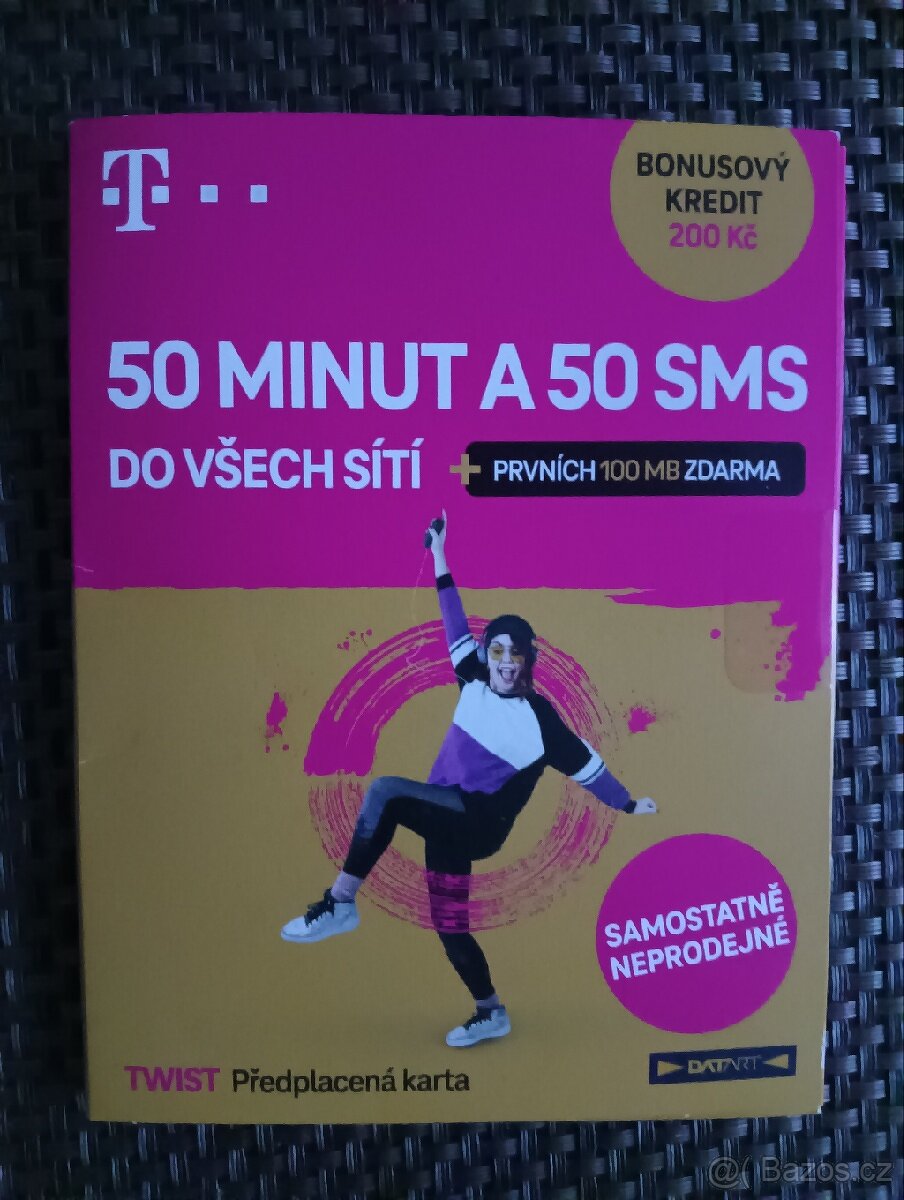 T
BONUSOVÝ
KREDIT
200 Kč
50 MINUT A 50 SMS
DO VŠECH SÍTÍ + PRVNÍCH 100 MB ZDARMA
SAMOSTATNĚ
NEPRODEJNÉ
DATART
TWIST Předplacená karta
@( Bazos.cz